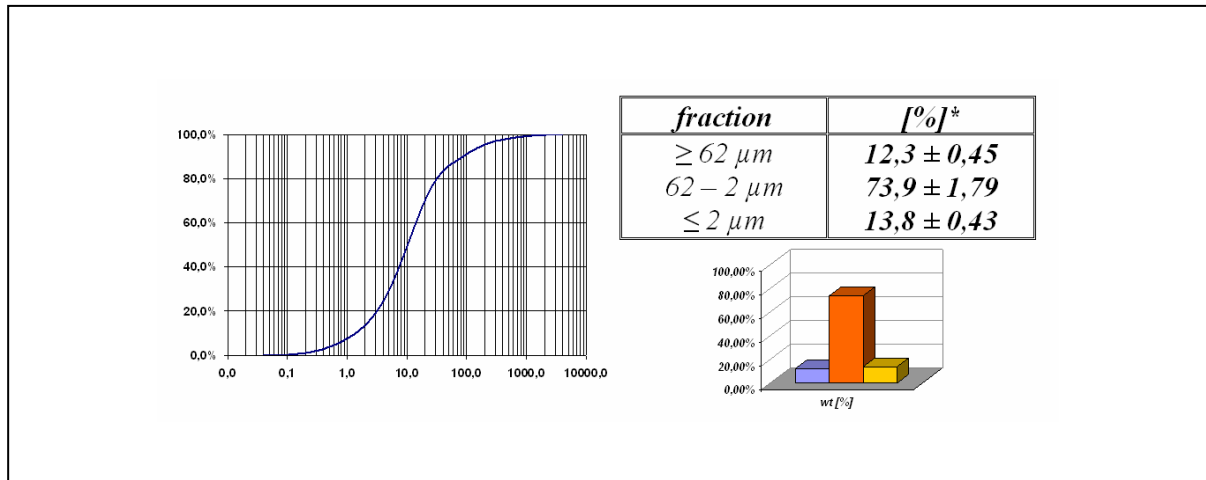 fraction [%]*
≥ 62 µm 12,3 ± 0,45
62 – 2 µm 73,9 ± 1,79
≤ 2 µm 13,8 ± 0,43
100,0%
80,0%
60,0%
40,0%
20,0%
0,0%
0,0 0,1 1,0 10,0 100,0 1000,0 10000,0
100,00%
80,00%
60,00%
40,00%
20,00%
0,00%
wt [%]